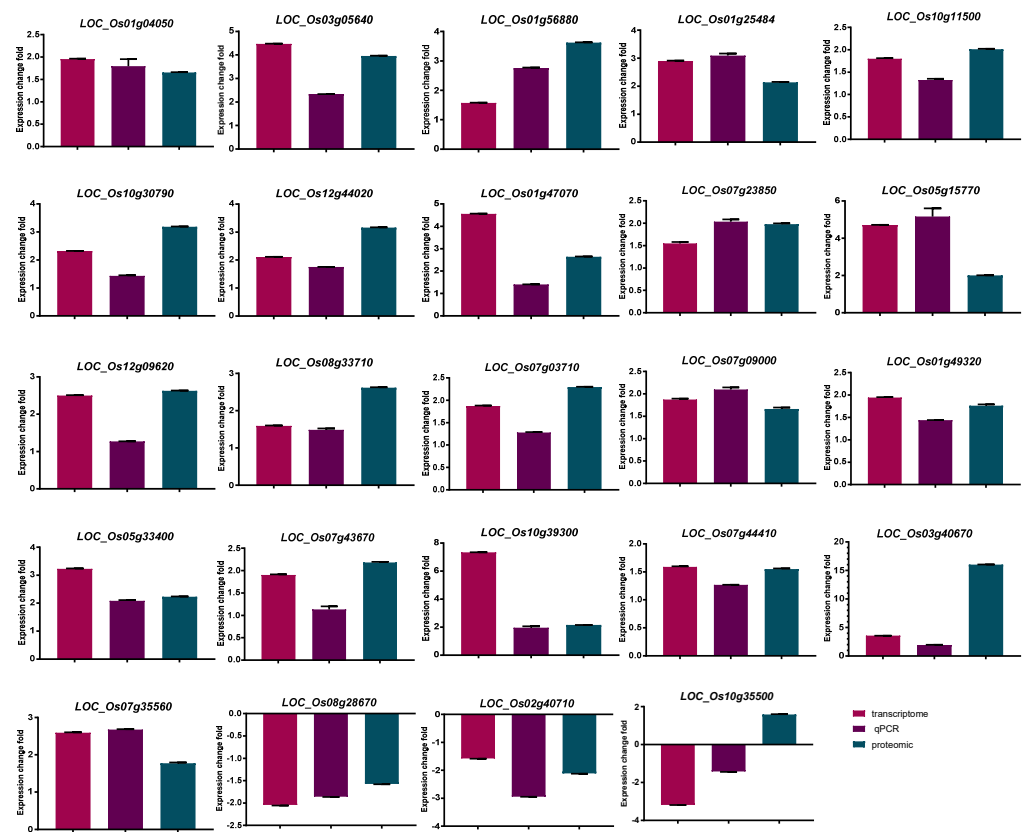 LOC_Os01g04050
Expression change fold
2.5
2.0
1.5
1.0
0.5
0.0
LOC_Os03g05640
Expression change fold
5
4
3
2
1
0
LOC_Os01g56880
Expression change fold
4
3
2
1
0
LOC_Os01g25484
Expression change fold
4
3
2
1
0
LOC_Os10g11500
Expression change fold
2.5
2.0
1.5
1.0
0.5
0.0
LOC_Os10g30790
Expression change fold
4
3
2
1
0
LOC_Os12g44020
Expression change fold
4
3
2
1
0
LOC_Os01g47070
Expression change fold
5
4
3
2
1
0
LOC_Os07g23850
Expression change fold
2.5
2.0
1.5
1.0
0.5
0.0
LOC_Os05g15770
Expression change fold
6
4
2
0
LOC_Os12g09620
Expression change fold
3
2
1
0
LOC_Os08g33710
Expression change fold
3
2
1
0
LOC_Os07g03710
Expression change fold
2.5
2.0
1.5
1.0
0.5
0.0
LOC_Os07g09000
Expression change fold
2.5
2.0
1.5
1.0
0.5
0.0
LOC_Os01g49320
Expression change fold
2.5
2.0
1.5
1.0
0.5
0.0
LOC_Os05g33400
Expression change fold
4
3
2
1
0
LOC_Os07g43670
Expression change fold
2.5
2.0
1.5
1.0
0.5
0.0
LOC_Os10g39300
Expression change fold
8
6
4
2
0
LOC_Os07g44410
Expression change fold
2.0
1.5
1.0
0.5
0.0
LOC_Os03g40670
Expression change fold
20
15
10
5
0
LOC_Os07g35560
Expression change fold
3
2
1
0
LOC_Os08g28670
Expression change fold
0.0
-0.5
-1.0
-1.5
-2.0
-2.5
LOC_Os02g40710
Expression change fold
0
-1
-2
-3
-4
LOC_Os10g35500
Expression change fold
2
0
-2
-4
transcriptome
qPCR
proteomic